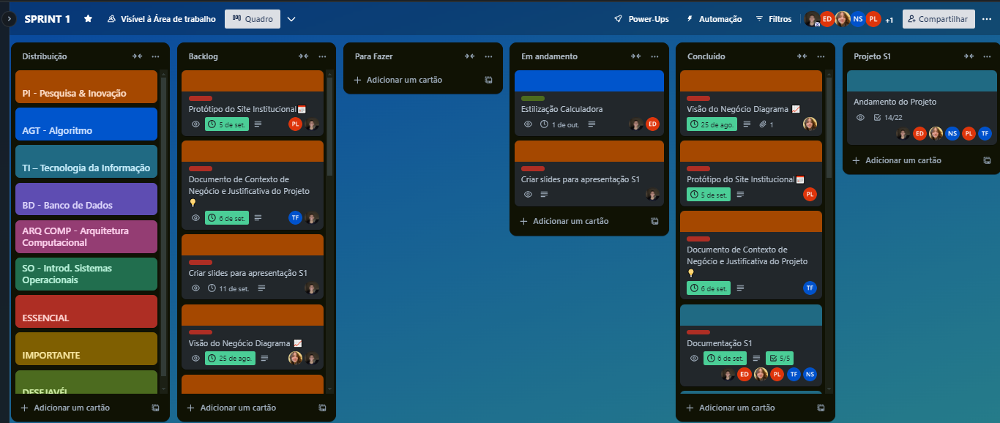 SPRINT 1
Visível à Área de trabalho
Quadro
Power-Ups
Automação
Filtros
ED
NS
PL
+1
Compartilhar
Distribuição
PI - Pesquisa & Inovação
AGT - Algoritmo
TI – Tecnologia da Informação
BD - Banco de Dados
ARQ COMP - Arquitetura
Computacional
SO - Introd. Sistemas
Operacionais
ESSENCIAL
IMPORTANTE
DESEJAVÉL
Adicionar um cartão
Backlog
Protótipo do Site Institucional
5 de set.
PL
Documento de Contexto de
Negócio e Justificativa do Projeto
6 de set.
TF
Criar slides para apresentação S1
11 de set.
Visão do Negócio Diagrama
25 de ago.
Adicionar um cartão
Para Fazer
Adicionar um cartão
Em andamento
Estilização Calculadora
1 de out.
ED
Criar slides para apresentação S1
Adicionar um cartão
Concluído
Visão do Negócio Diagrama
25 de ago.
1
Protótipo do Site Institucional
5 de set.
PL
Documento de Contexto de
Negócio e Justificativa do Projeto
6 de set.
TF
Documentação S1
6 de set.
5/5
ED
PL
TF
NS
Adicionar um cartão
Projeto S1
Andamento do Projeto
14/22
ED
NS
PL
TF
Adicionar um cartão